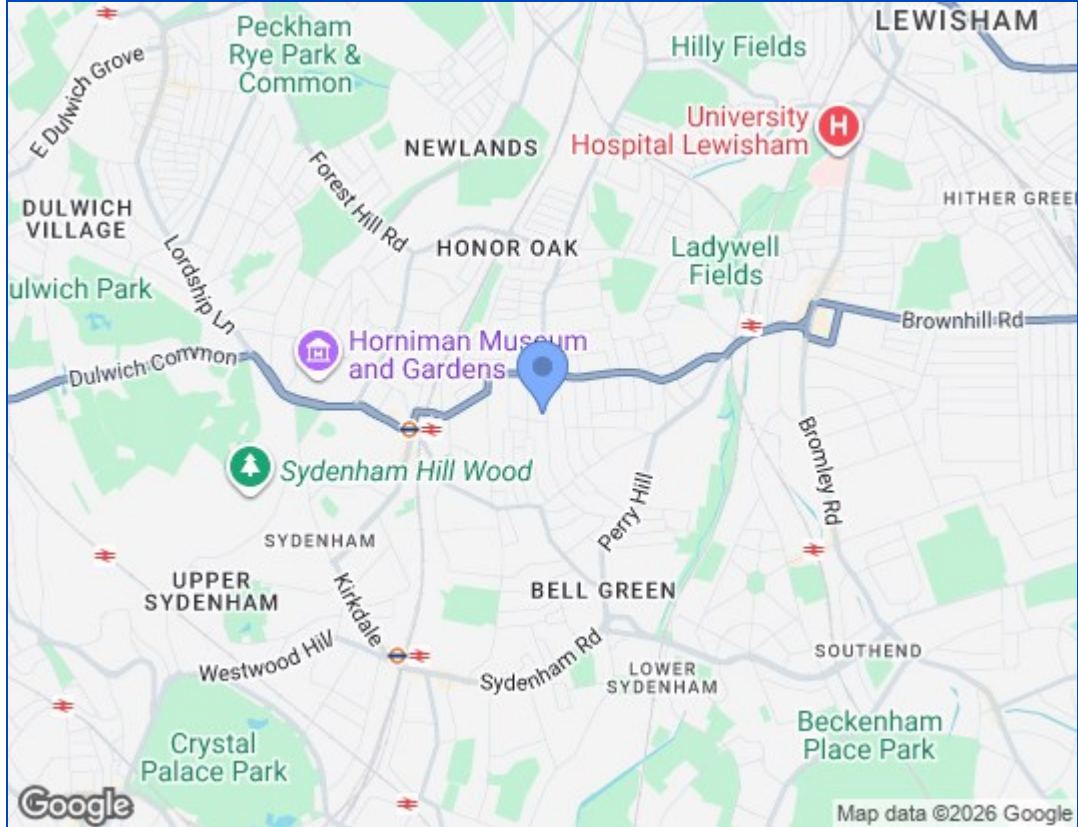 LEWISHAM
Peckham
Rye Park &
Common
Hilly Fields
E Dulwich Grove
University
Hospital Lewisham
H
NEWLANDS
Forest Hill Rd
HITHER GREE
DULWICH
VILLAGE
HONOR OAK
Ladywell
Fields
Lordship Ln
ulwich Park
Brownhill Rd
Horniman Museum
and Gardens
Dulwich Common
Bromley Rd
Sydenham Hill Wood
Perry Hill
SYDENHAM
UPPER
SYDENHAM
Kirkdale
BELL GREEN
Westwood Hill
Sydenham Rd
SOUTHEND
LOWER
SYDENHAM
Beckenham
Place Park
Crystal
Palace Park
Google
Map data ©2026 Google